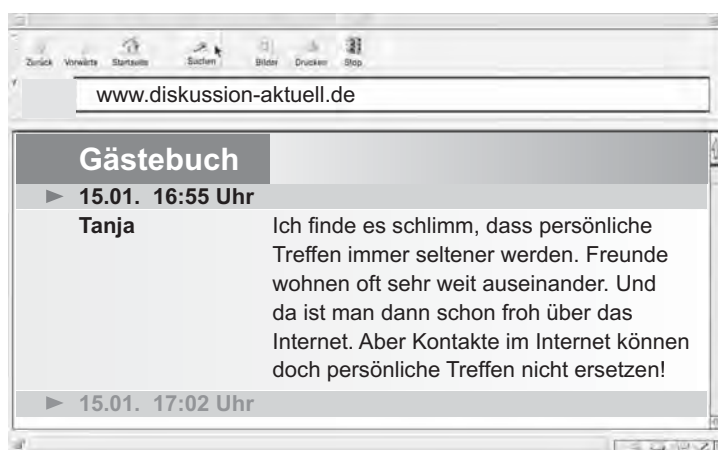 Zurück Vorwärts Startseite Suchen Bilder Drucken Stop
www.diskussion-aktuell.de
Gästebuch
15.01. 16:55 Uhr
Tanja
Ich finde es schlimm, dass persönliche
Treffen immer seltener werden. Freunde
wohnen oft sehr weit auseinander. Und
da ist man dann schon froh über das
Internet. Aber Kontakte im Internet können
doch persönliche Treffen nicht ersetzen!
15.01. 17:02 Uhr